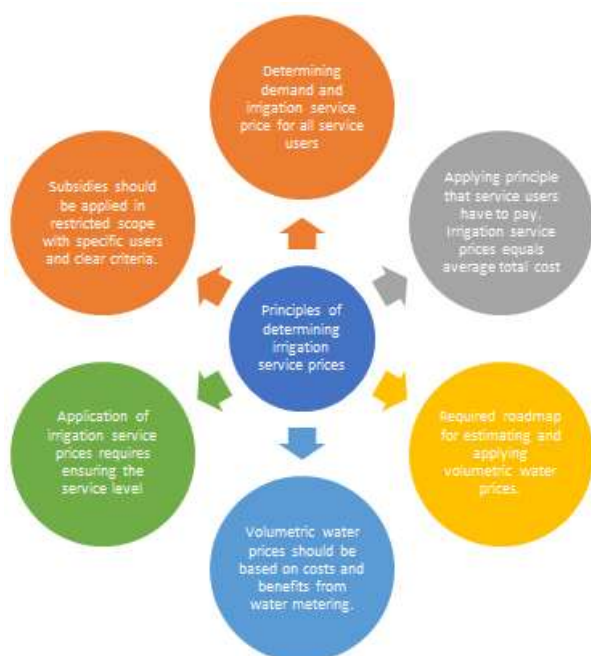 Determining
demand and
irrigation service
price for all service
users
Applying principle
that service users
have to pay.
Irrigation service
prices equals
average total cost
Required roadmap
for estimating and
applying
volumetric water
prices.
Volumetric water
prices should be
based on costs and
benefits from
water metering.
Application of
irrigation service
prices requires
ensuring the
service level
Subsidies should
be applied in
restricted scope
with specific users
and clear criteria.
Principles of
determining
irrigation
service prices